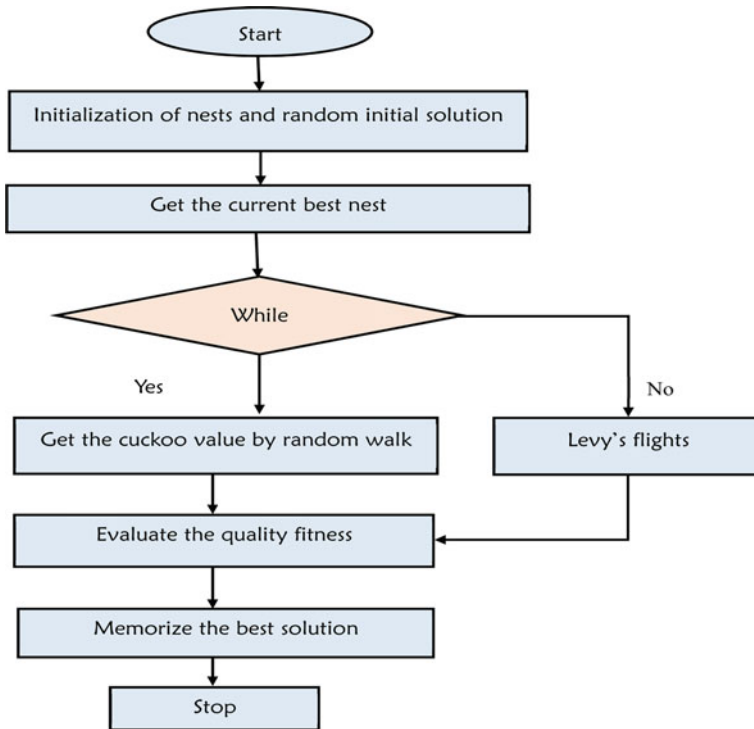 Start
Initialization of nests and random initial solution
Get the current best nest
While
Yes
No
Get the cuckoo value by random walk
Levy's flights
Evaluate the quality fitness
Memorize the best solution
Stop